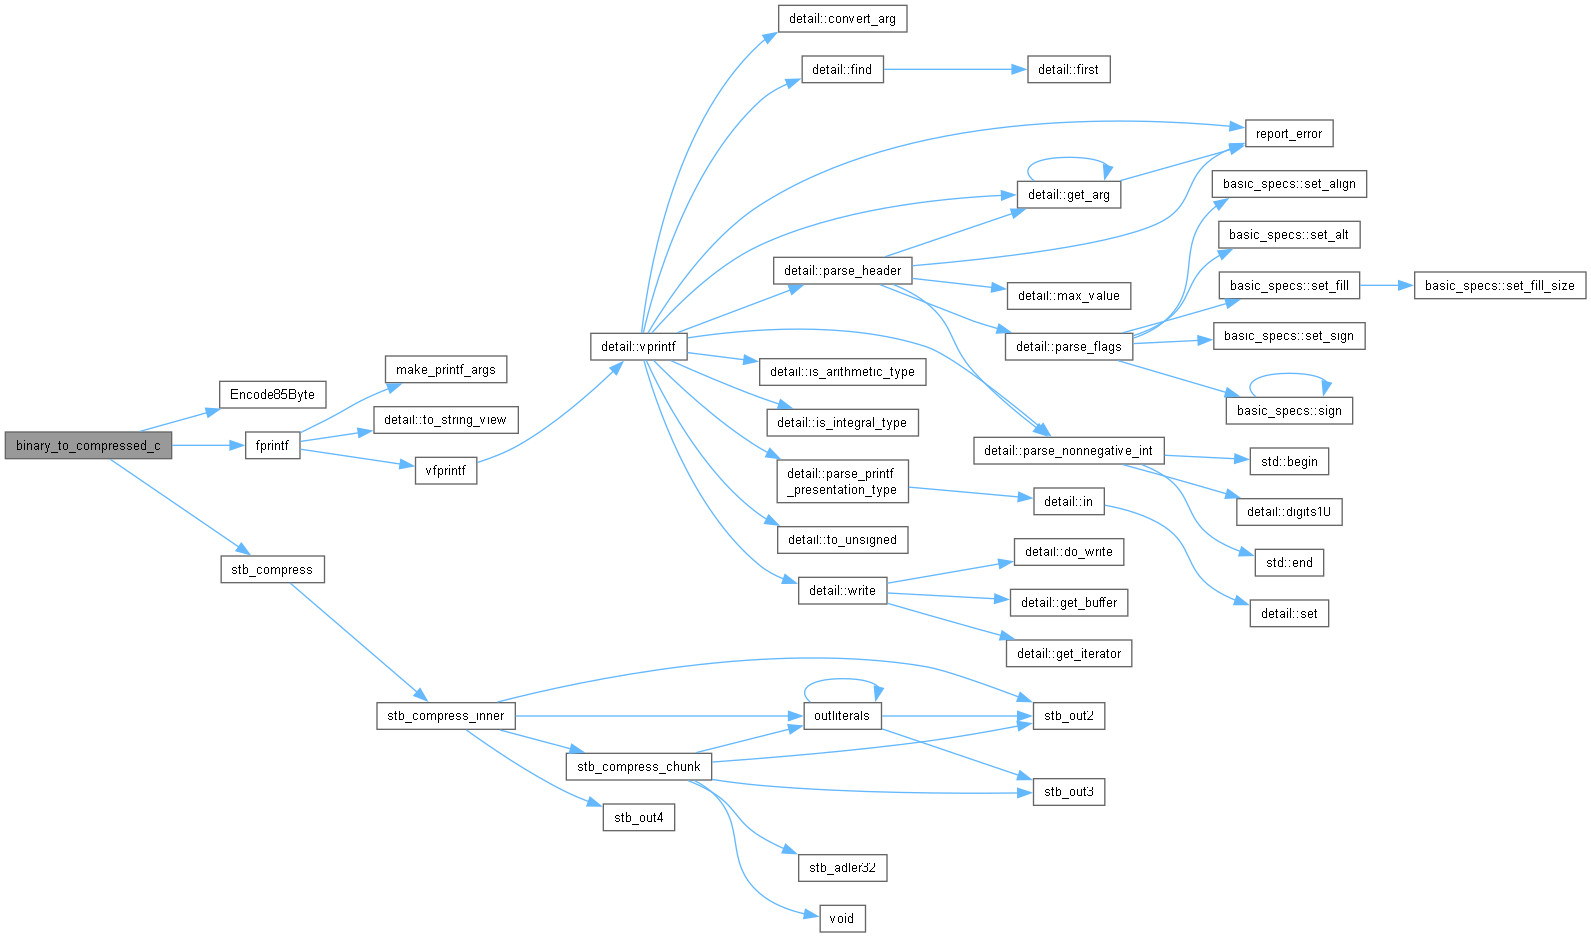 detail::convert_arg
detail::find
detail::first
report_error
basic_specs::set_align
detail::get_arg
basic_specs::set_alt
detail::parse_header
basic_specs::set_fill
basic_specs::set_fill_size
detail::max_value
basic_specs::set_sign
detail::vprintf
detail::parse_flags
make_printf_args
detail::is_arithmetic_type
Encode85Byte
basic_specs::sign
detail::to_string_view
detail::is_integral_type
binary_to_compressed_c
fprintf
detail::parse_nonnegative_int
std::begin
vfprintf
detail::parse_printf
_presentation_type
detail::in
detail::digits10
detail::to_unsigned
detail::do_write
stb_compress
std::end
detail::write
detail::get_buffer
detail::set
detail::get_iterator
stb_compress_inner
outliterals
stb_out2
stb_compress_chunk
stb_out3
stb_out4
stb_adler32
void